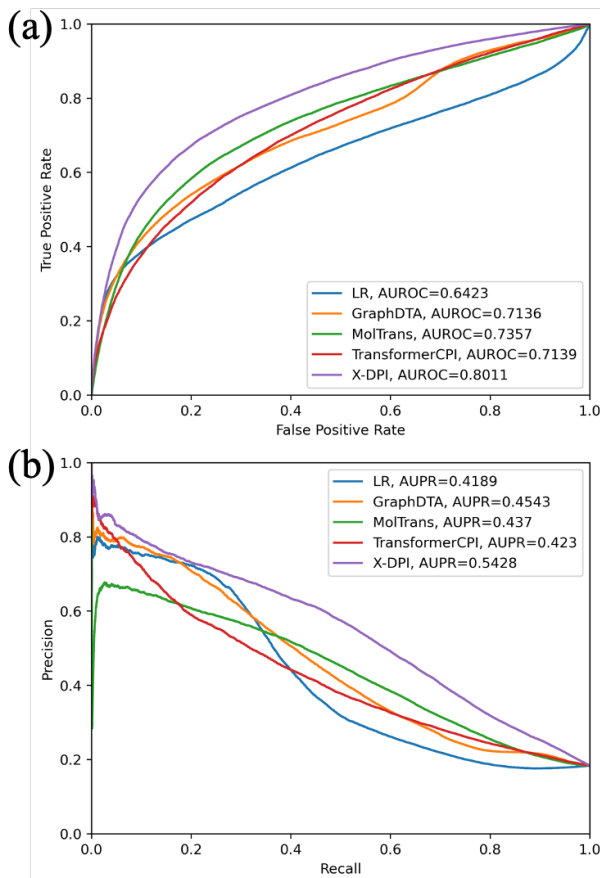 (a)
1.0
0.8
0.6
0.4
0.2
0.0
True Positive Rate
LR, AUROC=0.6423
GraphDTA, AUROC=0.7136
MolTrans, AUROC=0.7357
TransformerCPI, AUROC=0.7139
X-DPI, AUROC=0.8011
0.0 0.2 0.4 0.6 0.8 1.0
False Positive Rate
(b)
1.0
0.8
0.6
0.4
0.2
0.0
Precision
LR, AUPR=0.4189
GraphDTA, AUPR=0.4543
MolTrans, AUPR=0.437
TransformerCPI, AUPR=0.423
X-DPI, AUPR=0.5428
0.0 0.2 0.4 0.6 0.8 1.0
Recall